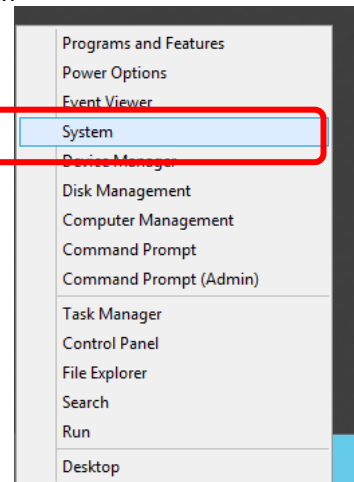 Programs and Features
Power Options
Event Viewer
System
Device Manager
Disk Management
Computer Management
Command Prompt
Command Prompt (Admin)
Task Manager
Control Panel
File Explorer
Search
Run
Desktop